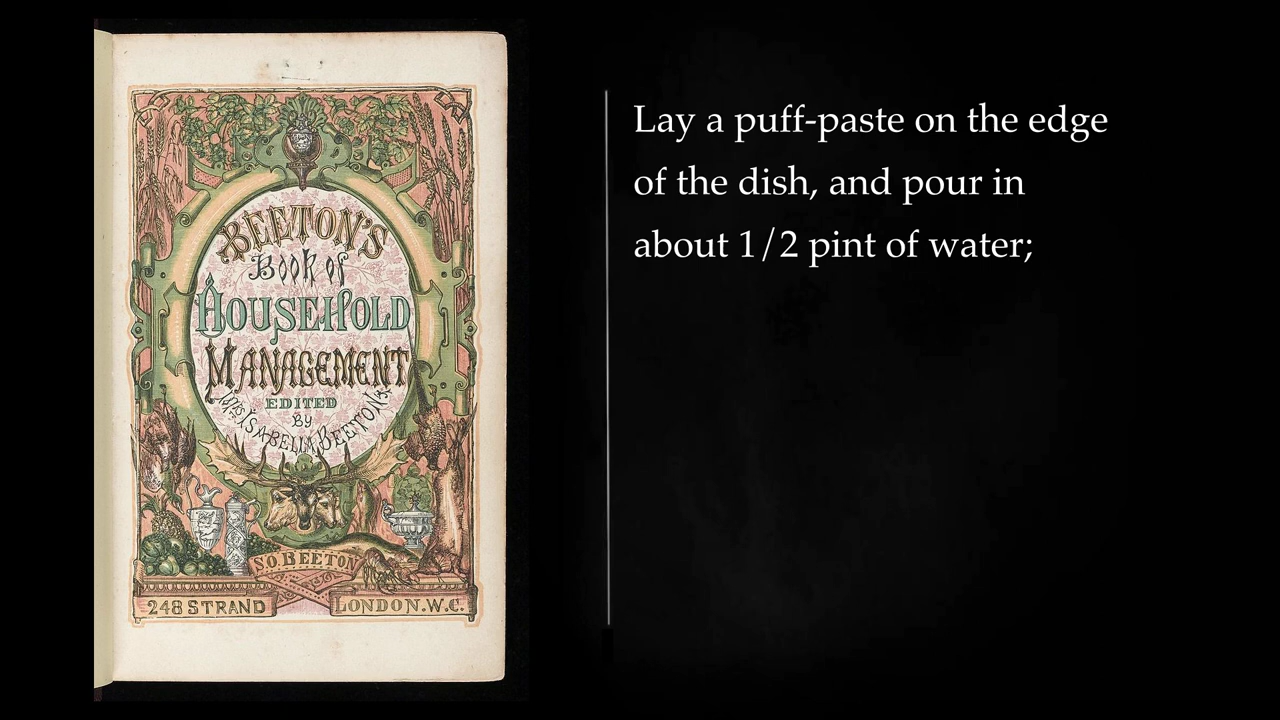 BEETON'S
Book of
HOUSEHOLD
MANAGEMENT
EDITED
BY
MRS ISABELLA BEETON
S.O. BEETON
248 STRAND
LONDON. W.C.
Lay a puff-paste on the edge
of the dish, and pour in
about 1/2 pint of water;